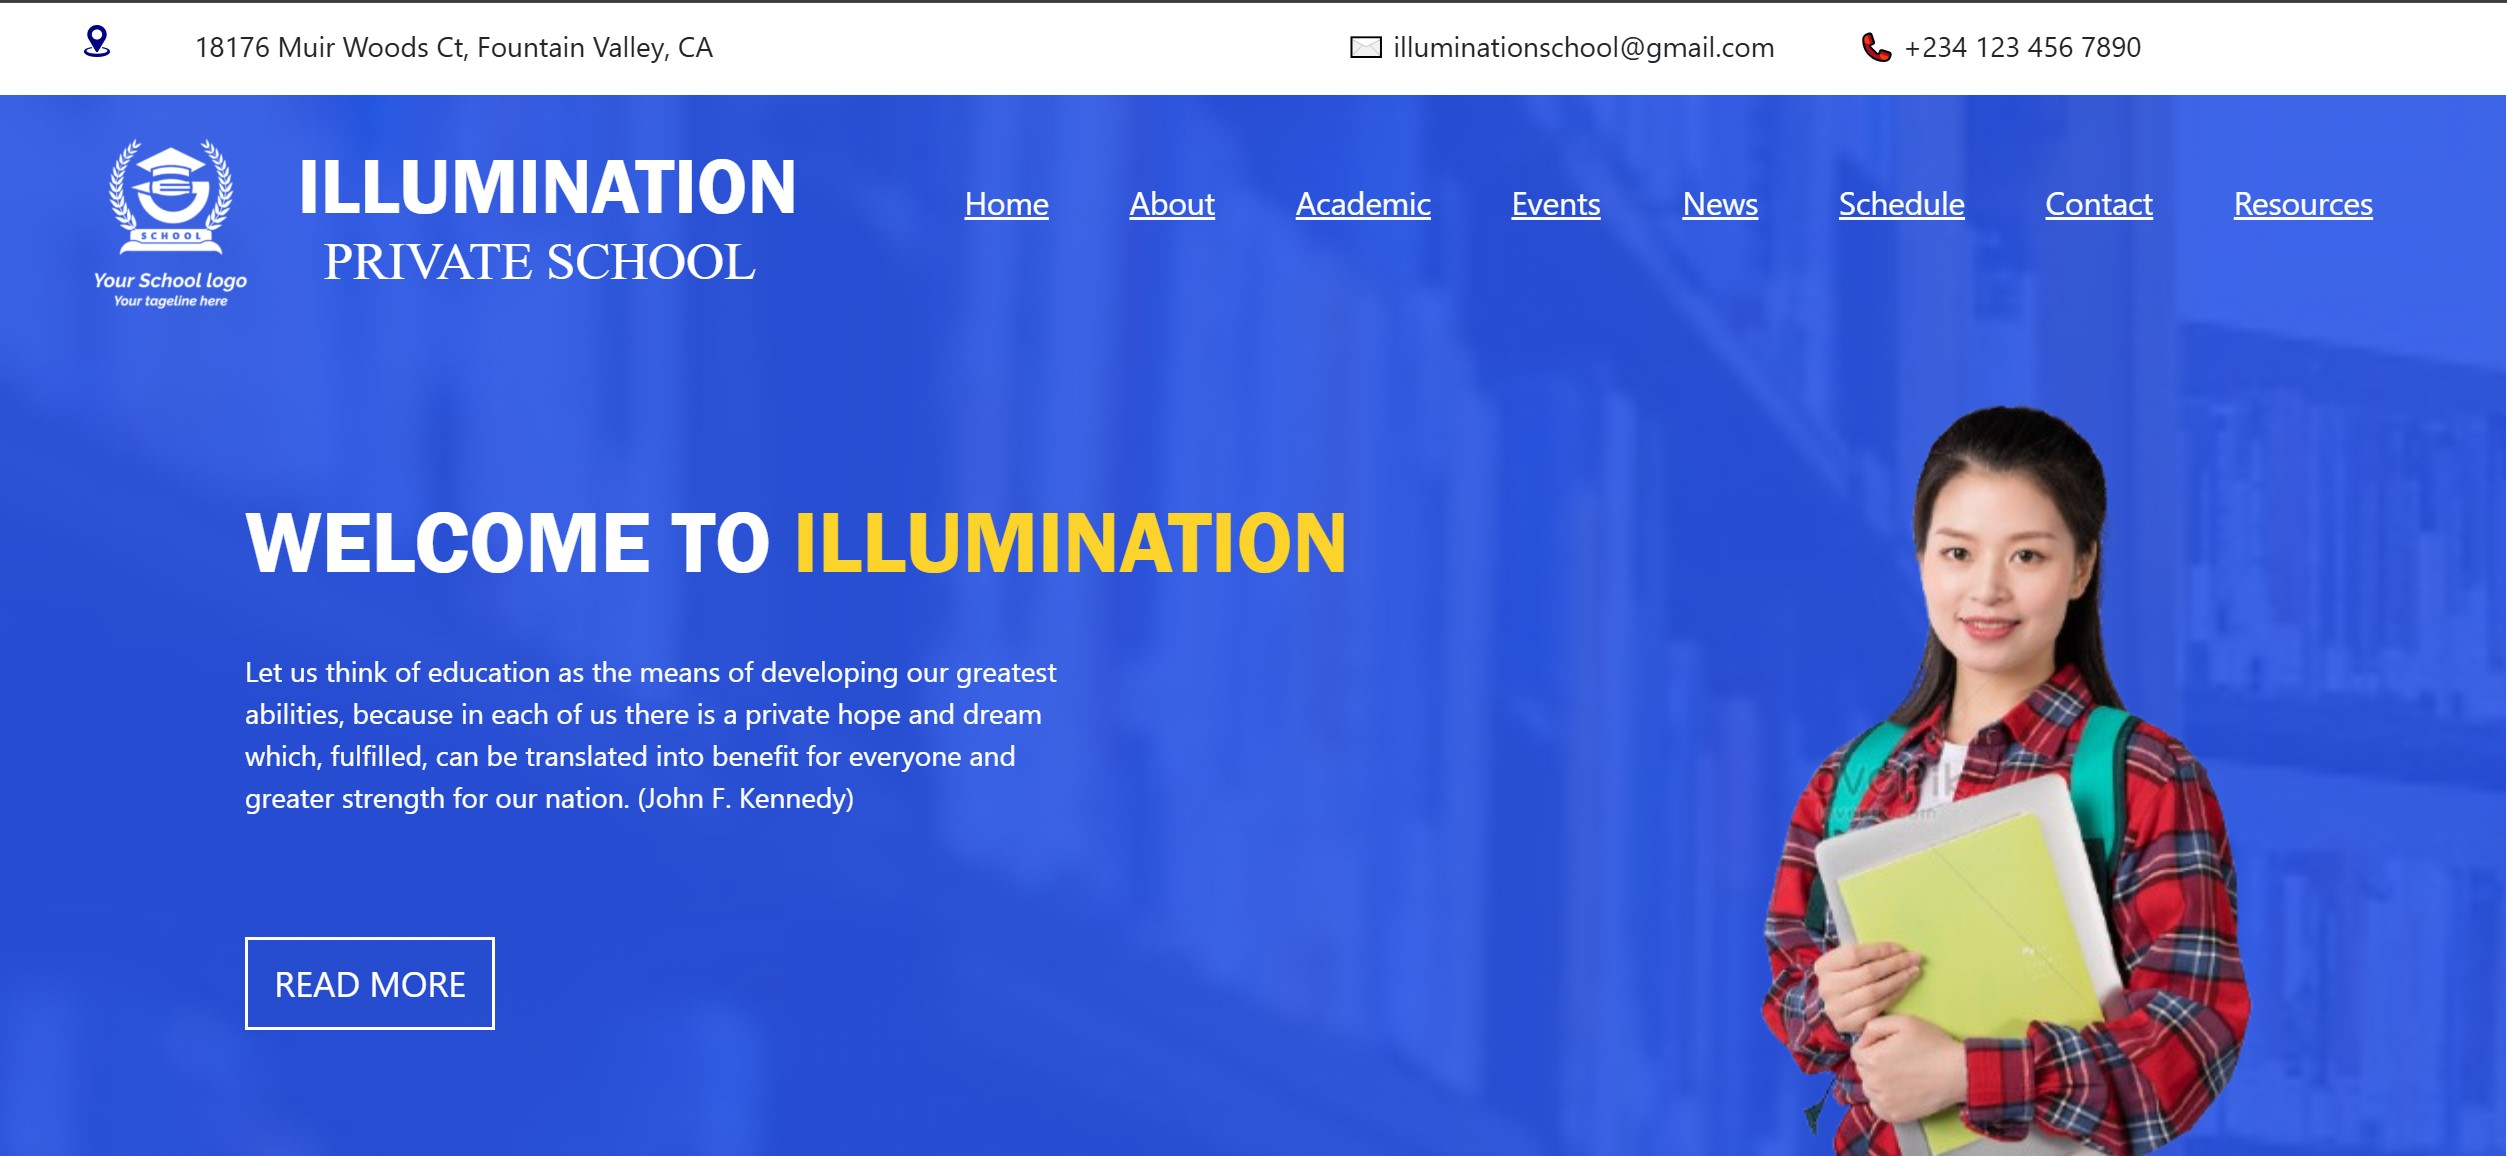 18176 Muir Woods Ct, Fountain Valley, CA
illuminationschool@gmail.com
+234 123 456 7890
SCHOOL
Your School logo
Your tageline here
ILLUMINATION
PRIVATE SCHOOL
Home About Academic Events News Schedule Contact Resources
WELCOME TO ILLUMINATION
Let us think of education as the means of developing our greatest
abilities, because in each of us there is a private hope and dream
which, fulfilled, can be translated into benefit for everyone and
greater strength for our nation. (John F. Kennedy)
READ MORE